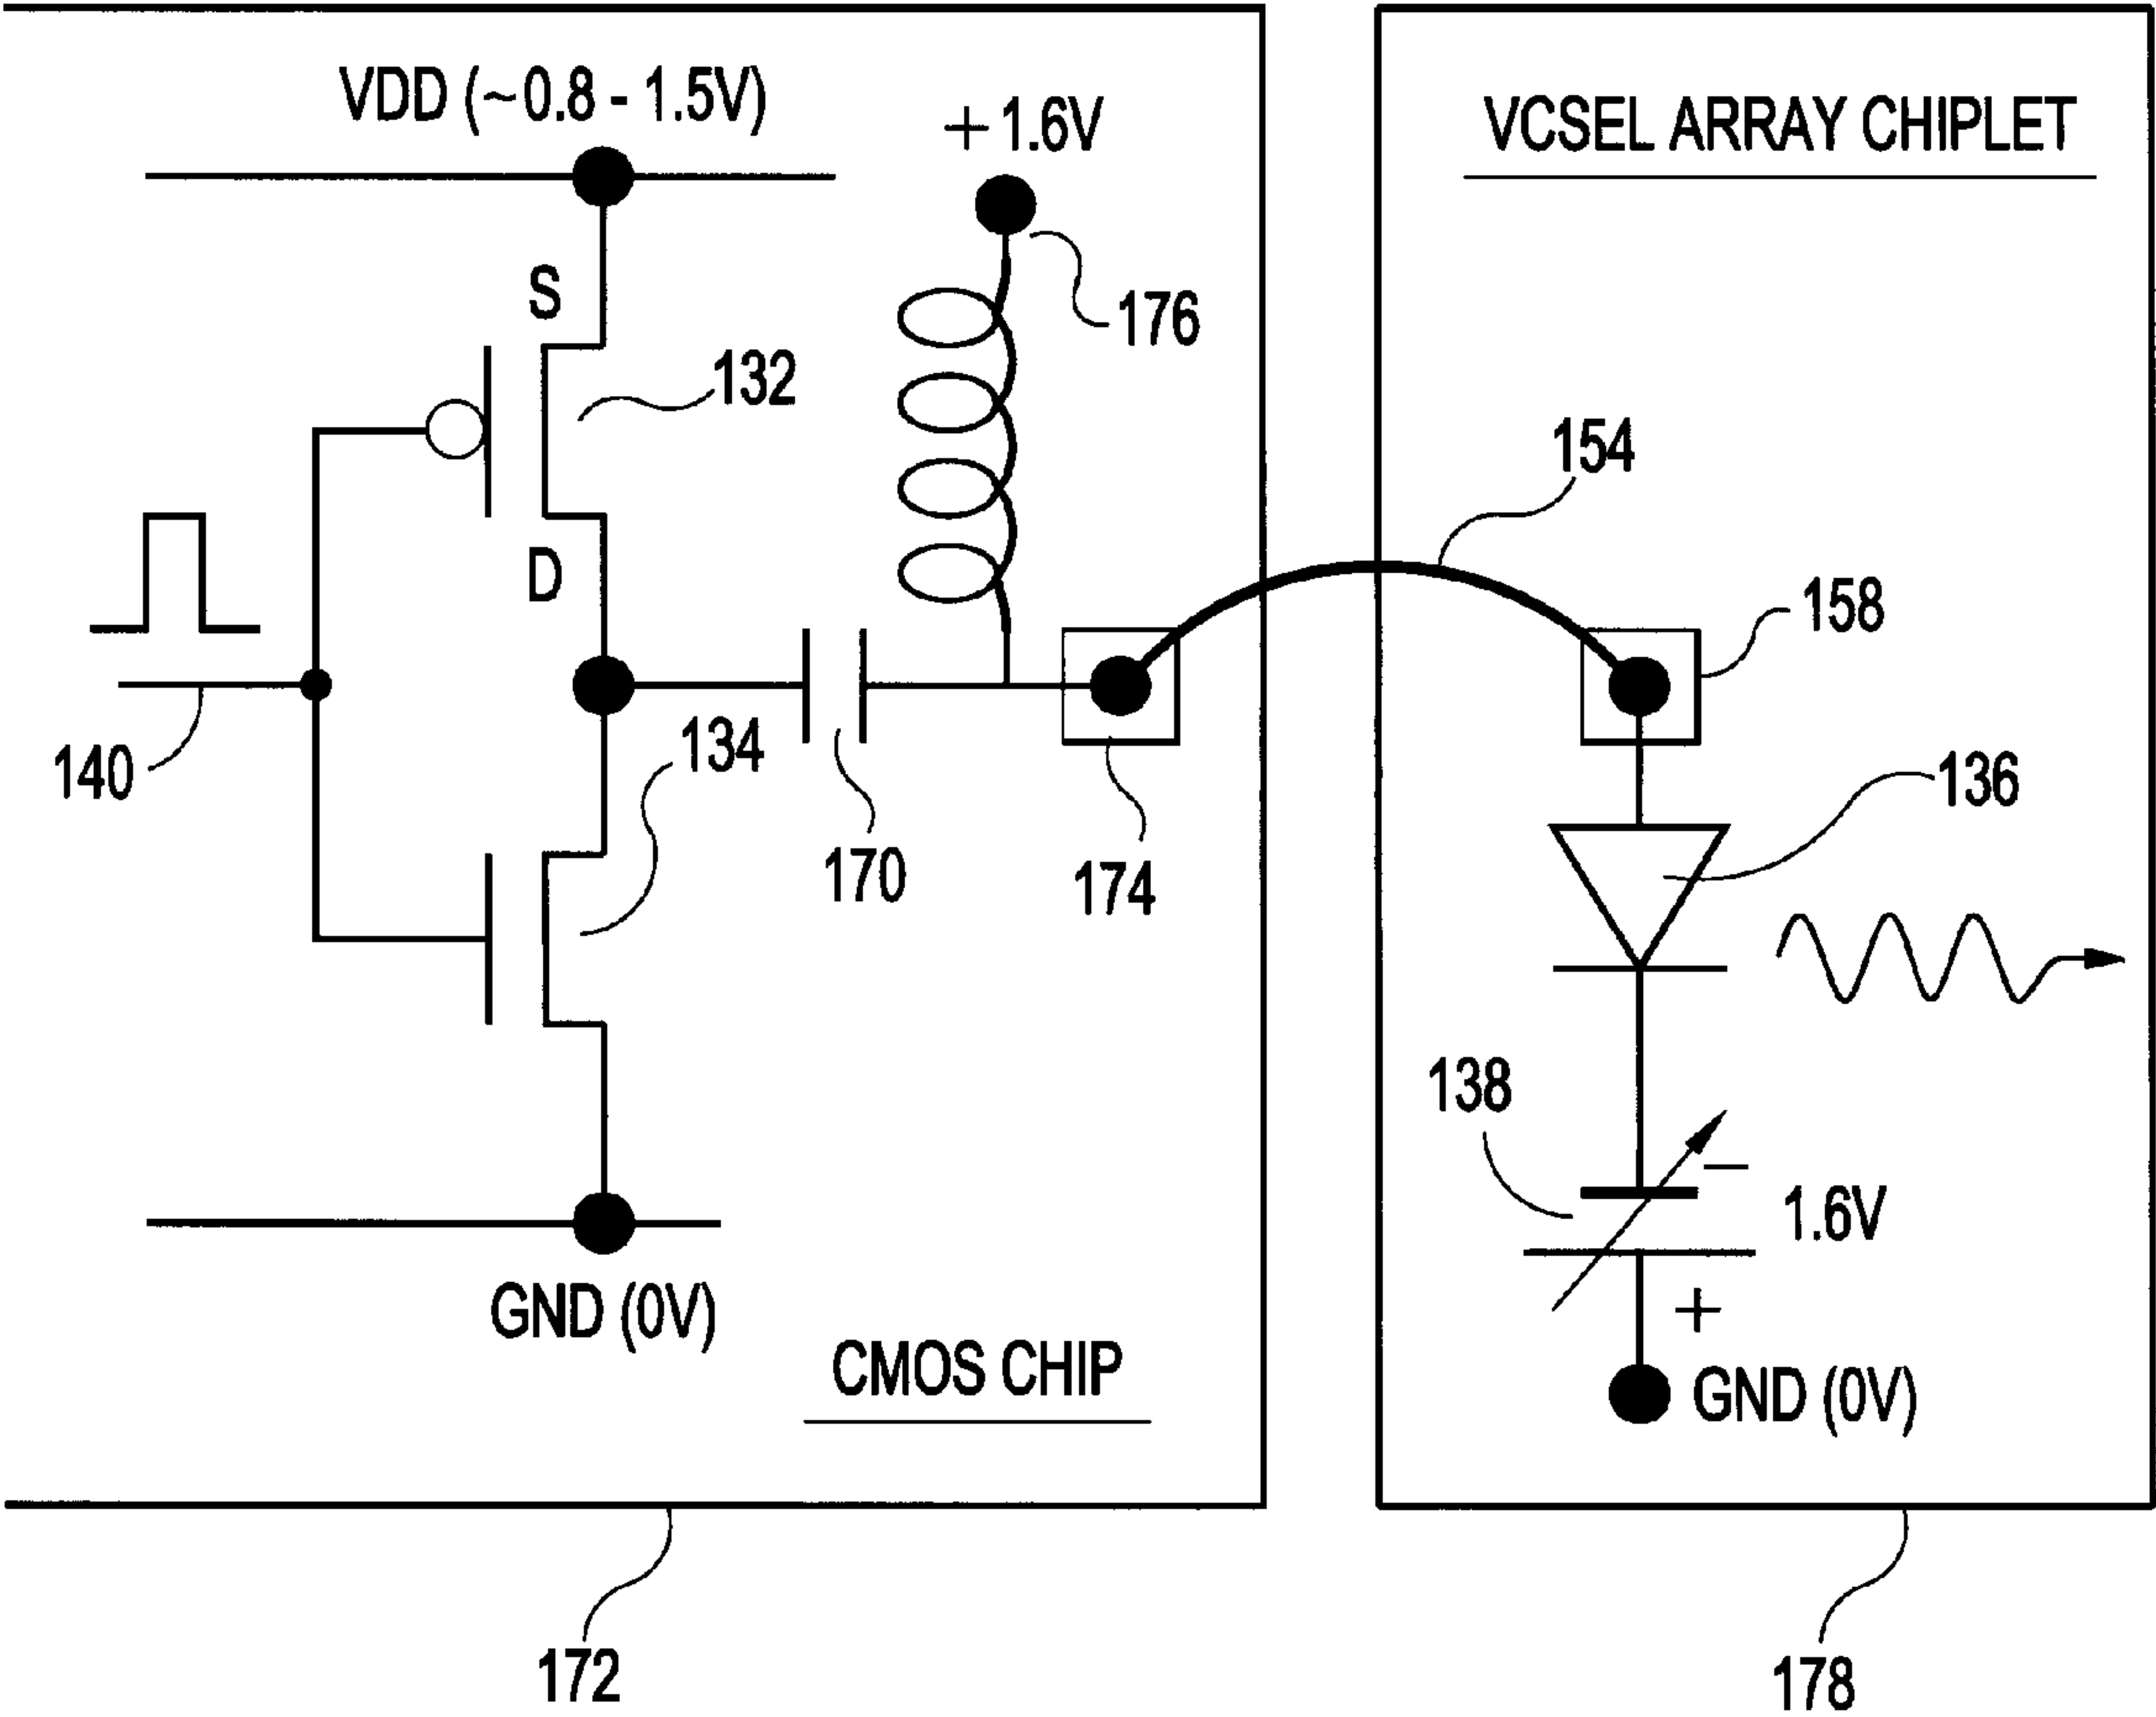 VDD (~0.8 - 1.5V)
+1.6V
VCSEL ARRAY CHIPLET
S
176
132
154
D
158
134
140
136
170
174
138
−
1.6V
+
GND (0V)
CMOS CHIP
GND (0V)
172
178